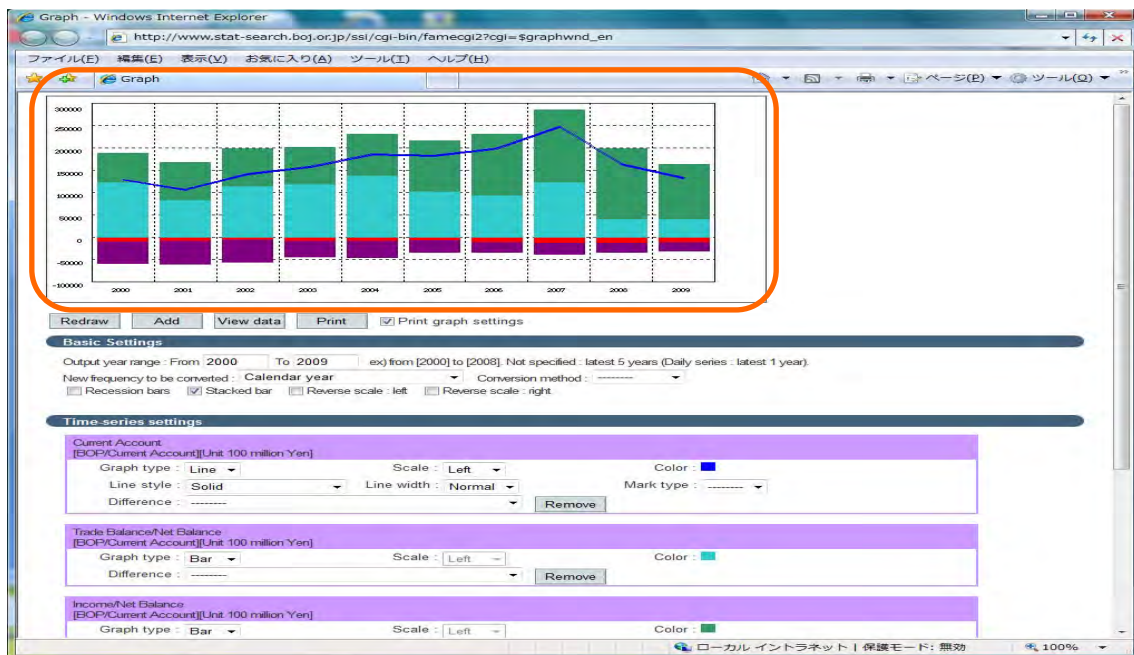 Graph - Windows Internet Explorer
http://www.stat-search.boj.or.jp/ssi/cgi-bin/famecgi2?cgi=$graphwnd_en
ファイル(F) 編集(E) 表示(V) お気に入り(A) ツール(T) ヘルプ(H)
Graph ページ(P) ツール(O)
300000
250000
200000
150000
100000
50000
0
-50000
-100000
2000 2001 2002 2003 2004 2005 2006 2007 2008 2009
Redraw Add View data Print Print graph settings
Basic Settings
Output year range : From 2000 To 2009 ex) from [2000] to [2008]. Not specified : latest 5 years (Daily series : latest 1 year).
New frequency to be converted : Calendar year Conversion method : --------
Recession bars Stacked bar Reverse scale : left Reverse scale : right
Time-series settings
Current Account
[BOP/Current Account][Unit 100 million Yen]
Graph type : Line Scale : Left Color :
Line style : Solid Line width : Normal Mark type : --------
Difference : -------- Remove
Trade Balance/Net Balance
[BOP/Current Account][Unit 100 million Yen]
Graph type : Bar Scale : Left Color :
Difference : -------- Remove
Income/Net Balance
[BOP/Current Account][Unit 100 million Yen]
Graph type : Bar Scale : Left Color :
ローカル イントラネット | 保護モード: 無効 100%